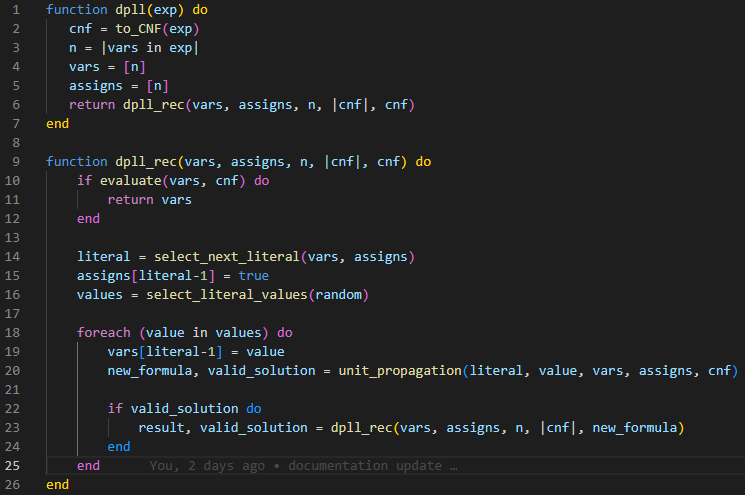 1 function dpll(exp) do
2 cnf = to_CNF(exp)
3 n = |vars in exp|
4 vars = [n]
5 assigns = [n]
6 return dpll_rec(vars, assigns, n, |cnf|, cnf)
7 end
8
9 function dpll_rec(vars, assigns, n, |cnf|, cnf) do
10 if evaluate(vars, cnf) do
11 return vars
12 end
13
14 literal = select_next_literal(vars, assigns)
15 assigns[literal-1] = true
16 values = select_literal_values(random)
17
18 foreach (value in values) do
19 vars[literal-1] = value
20 new_formula, valid_solution = unit_propagation(literal, value, vars, assigns, cnf)
21
22 if valid_solution do
23 result, valid_solution = dpll_rec(vars, assigns, n, |cnf|, new_formula)
24 end
25 end You, 2 days ago • documentation update …
26 end